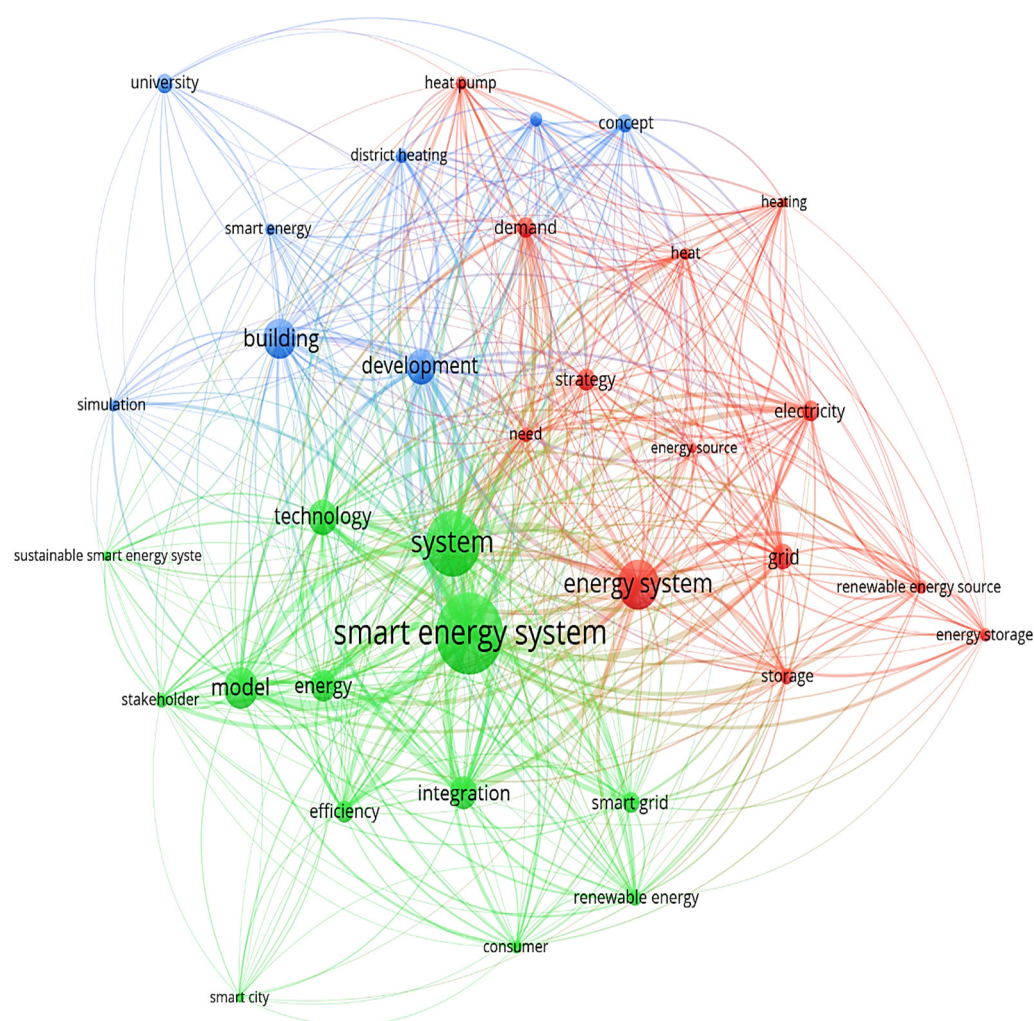 university
heat pump
concept
district heating
heating
smart energy
demand
heat
building
development
strategy
simulation
electricity
need
energy source
technology
system
sustainable smart energy syste
energy system
grid
renewable energy source
smart energy system
energy storage
storage
model
energy
stakeholder
integration
smart grid
efficiency
renewable energy
consumer
smart city